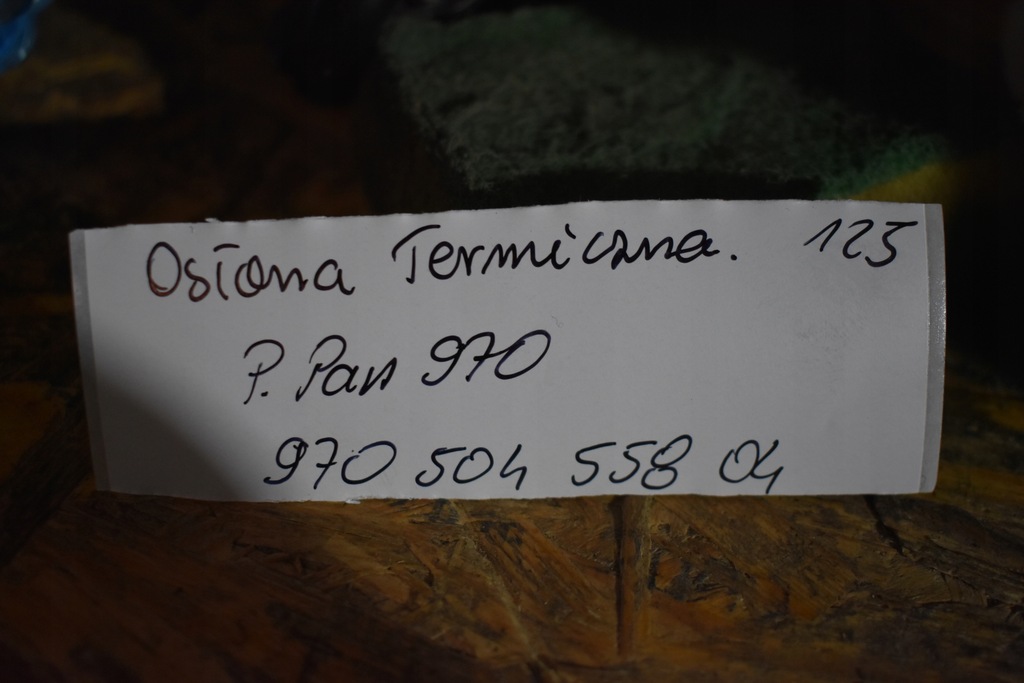 Osłona Termiczna. 125
P. Pan 970
970 504 558 04